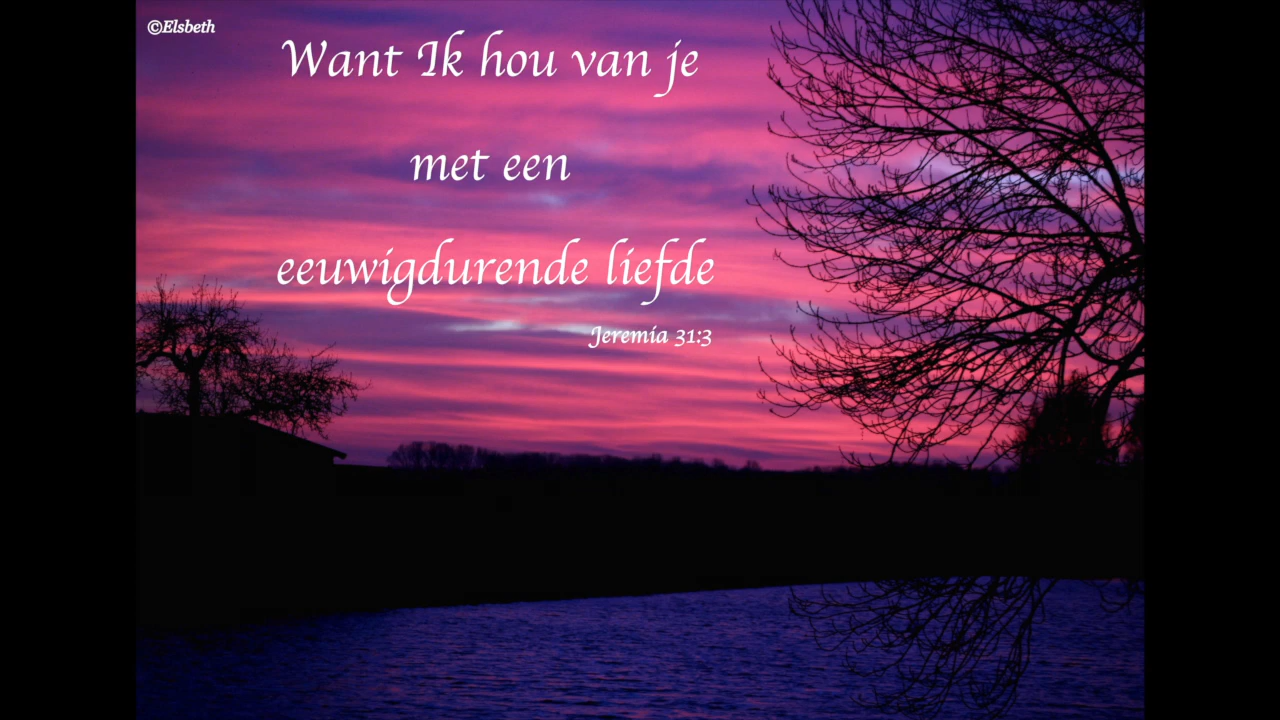 ©Elsbeth
Want Ik hou van je
met een
eeuwigdurende liefde
Jeremia 31:3